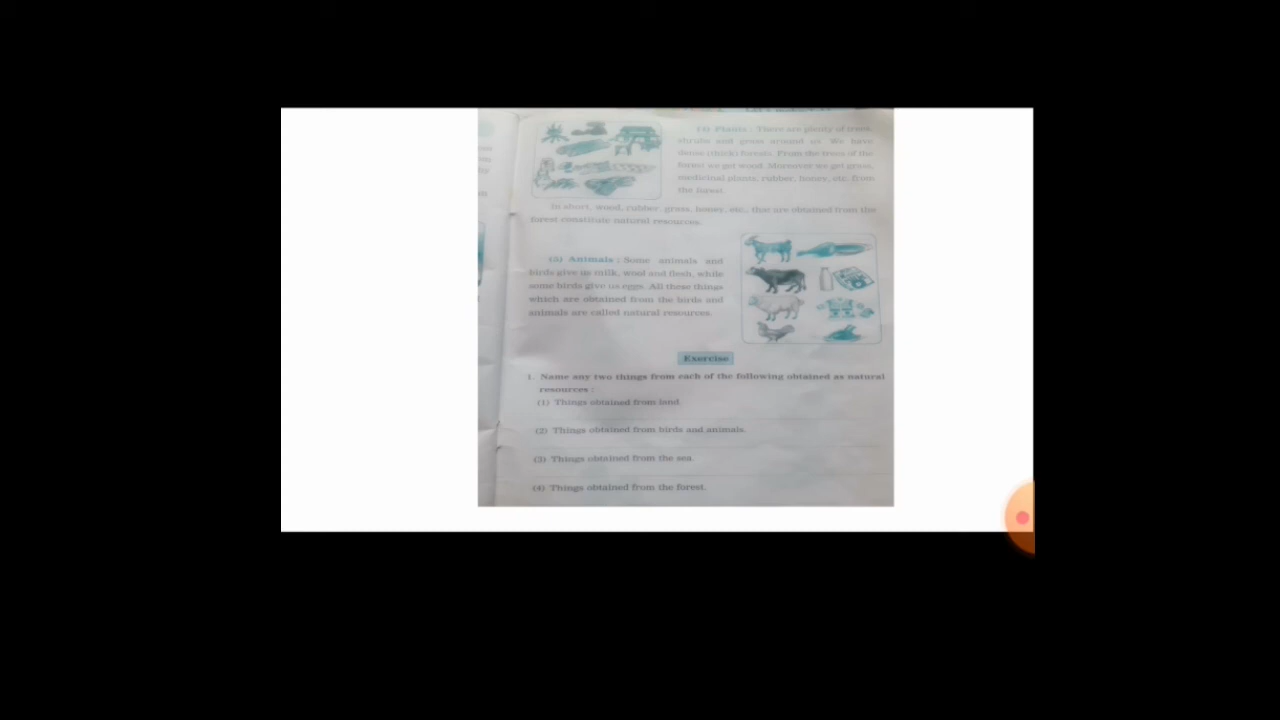 (4) Plants : There are plenty of trees,
shrubs and grass around us. We have
dense (thick) forests. From the trees of the
forest we get wood. Moreover we get grass,
medicinal plants, rubber, honey, etc. from
the forest.
In short, wood, rubber, grass, honey, etc., that are obtained from the
forest constitute natural resources.
(5) Animals : Some animals and
birds give us milk, wool and flesh, while
some birds give us eggs. All these things
which are obtained from the birds and
animals are called natural resources.
Exercise
1. Name any two things from each of the following obtained as natural
resources :
(1) Things obtained from land.
(2) Things obtained from birds and animals.
(3) Things obtained from the sea.
(4) Things obtained from the forest.